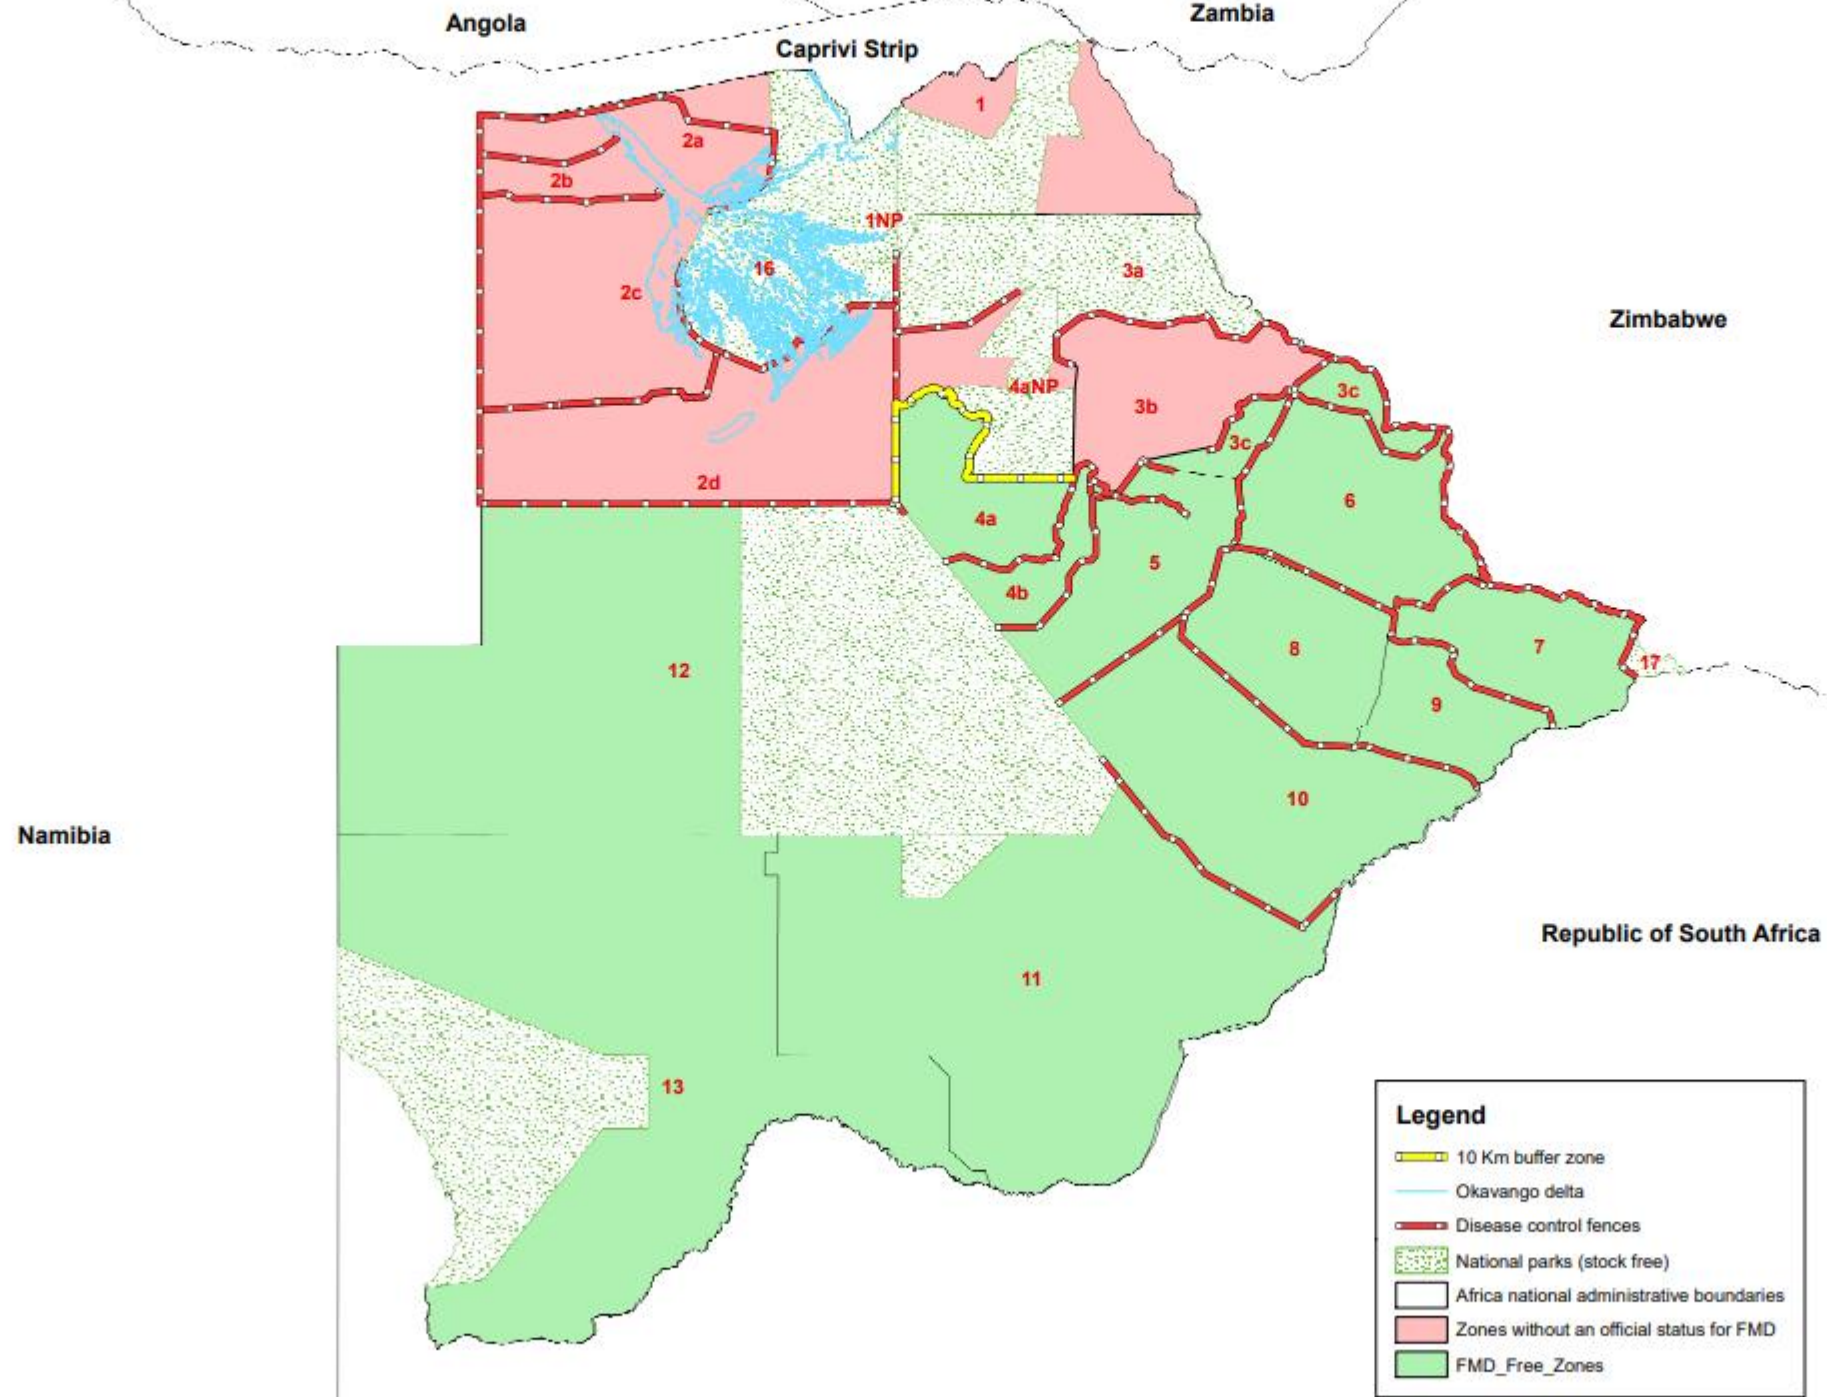 Angola
Zambia
Caprivi Strip
1
2a
2b
1NP
16
3a
2c
Zimbabwe
4aNP
3c
3b
3c
2d
6
4a
5
4b
8
7
17
12
9
10
Namibia
Republic of South Africa
11
13
Legend
10 Km buffer zone
Okavango delta
Disease control fences
National parks (stock free)
Africa national administrative boundaries
Zones without an official status for FMD
FMD_Free_Zones